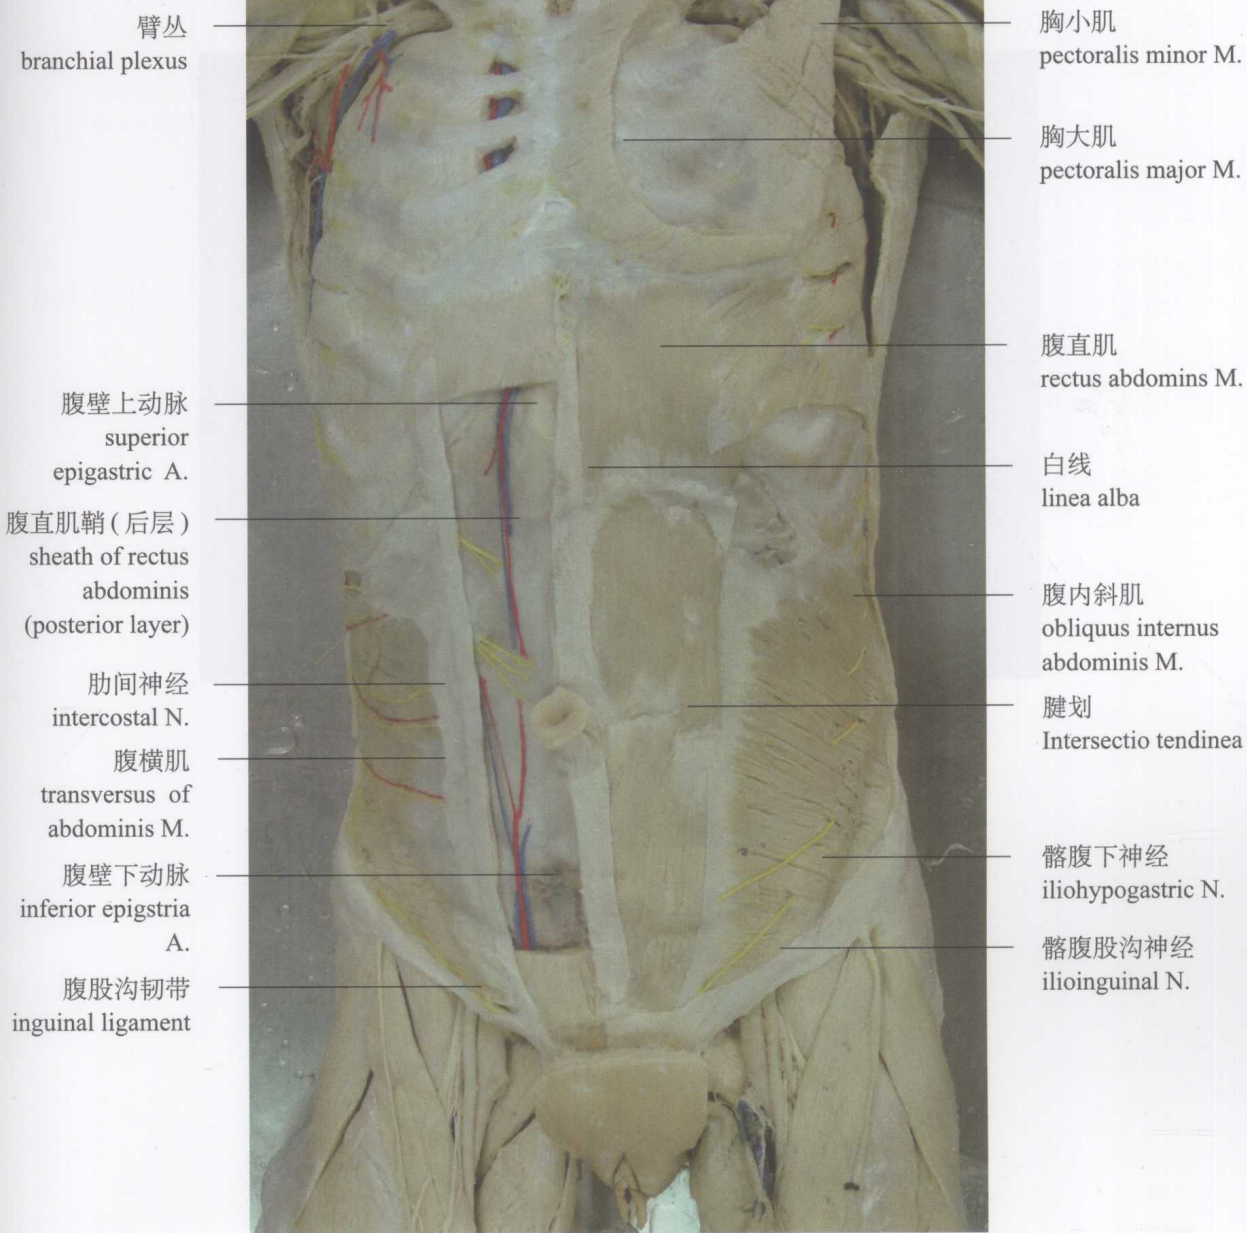 臂丛
branchial plexus
腹壁上动脉
superior
epigastric A.
腹直肌鞘(后层)
sheath of rectus
abdominis
(posterior layer)
肋间神经
intercostal N.
腹横肌
transversus of
abdominis M.
腹壁下动脉
inferior epigstria
A.
腹股沟韧带
inguinal ligament
胸小肌
pectoralis minor M.
胸大肌
pectoralis major M.
腹直肌
rectus abdomins M.
白线
linea alba
腹内斜肌
obliquus internus
abdominis M.
腱划
Intersectio tendinea
髂腹下神经
iliohypogastric N.
髂腹股沟神经
ilioinguinal N.